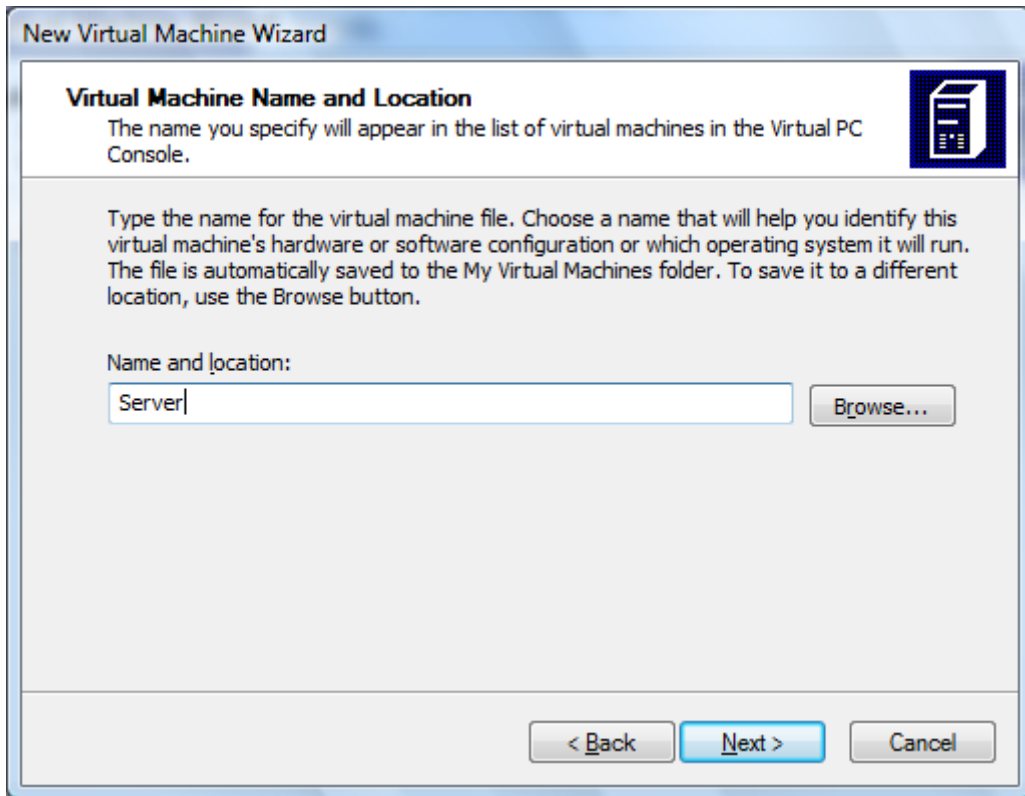 New Virtual Machine Wizard
Virtual Machine Name and Location
The name you specify will appear in the list of virtual machines in the Virtual PC
Console.
Type the name for the virtual machine file. Choose a name that will help you identify this
virtual machine's hardware or software configuration or which operating system it will run.
The file is automatically saved to the My Virtual Machines folder. To save it to a different
location, use the Browse button.
Name and location:
Server
Browse...
< Back
Next >
Cancel